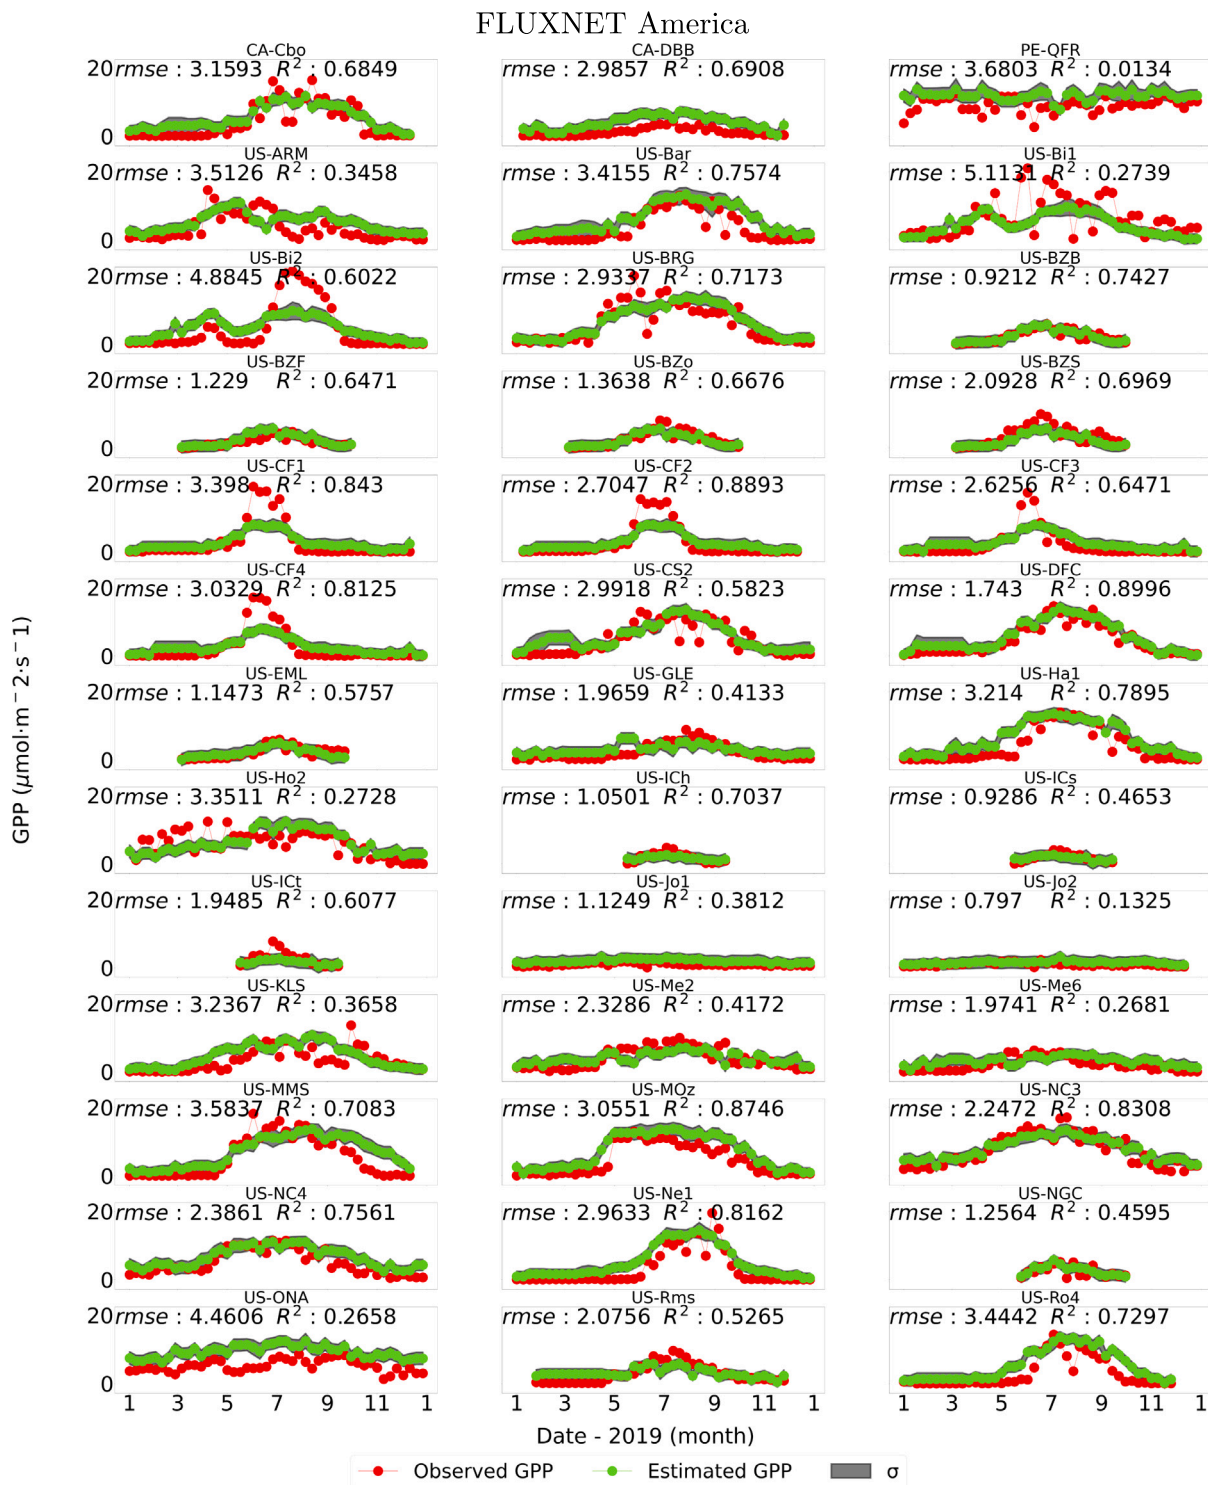 FLUXNET America
CA-Cbo CA-DBB PE-QFR
20 rmse : 3.1593 R² : 0.6849 rmse : 2.9857 R² : 0.6908 rmse : 3.6803 R² : 0.0134
0
US-ARM US-Bar US-Bi1
20 rmse : 3.5126 R² : 0.3458 rmse : 3.4155 R² : 0.7574 rmse : 5.1131 R² : 0.2739
0
US-Bi2 US-BRG US-BZB
20 rmse : 4.8845 R² : 0.6022 rmse : 2.9337 R² : 0.7173 rmse : 0.9212 R² : 0.7427
0
US-BZF US-BZo US-BZS
20 rmse : 1.229 R² : 0.6471 rmse : 1.3638 R² : 0.6676 rmse : 2.0928 R² : 0.6969
0
US-CF1 US-CF2 US-CF3
20 rmse : 3.398 R² : 0.843 rmse : 2.7047 R² : 0.8893 rmse : 2.6256 R² : 0.6471
0
US-CF4 US-CS2 US-DFC
20 rmse : 3.0329 R² : 0.8125 rmse : 2.9918 R² : 0.5823 rmse : 1.743 R² : 0.8996
0
US-EML US-GLE US-Ha1
20 rmse : 1.1473 R² : 0.5757 rmse : 1.9659 R² : 0.4133 rmse : 3.214 R² : 0.7895
0
US-Ho2 US-ICh US-ICs
20 rmse : 3.3511 R² : 0.2728 rmse : 1.0501 R² : 0.7037 rmse : 0.9286 R² : 0.4653
0
US-ICt US-Jo1 US-Jo2
20 rmse : 1.9485 R² : 0.6077 rmse : 1.1249 R² : 0.3812 rmse : 0.797 R² : 0.1325
0
US-KLS US-Me2 US-Me6
20 rmse : 3.2367 R² : 0.3658 rmse : 2.3286 R² : 0.4172 rmse : 1.9741 R² : 0.2681
0
US-MMS US-MOz US-NC3
20 rmse : 3.5837 R² : 0.7083 rmse : 3.0551 R² : 0.8746 rmse : 2.2472 R² : 0.8308
0
US-NC4 US-Ne1 US-NGC
20 rmse : 2.3861 R² : 0.7561 rmse : 2.9633 R² : 0.8162 rmse : 1.2564 R² : 0.4595
0
US-ONA US-Rms US-Ro4
20 rmse : 4.4606 R² : 0.2658 rmse : 2.0756 R² : 0.5265 rmse : 3.4442 R² : 0.7297
0
1 3 5 7 9 11 1 1 3 5 7 9 11 1 1 3 5 7 9 11 1
GPP (μmol·m⁻2·s⁻1)
Date - 2019 (month)
Observed GPP Estimated GPP σ